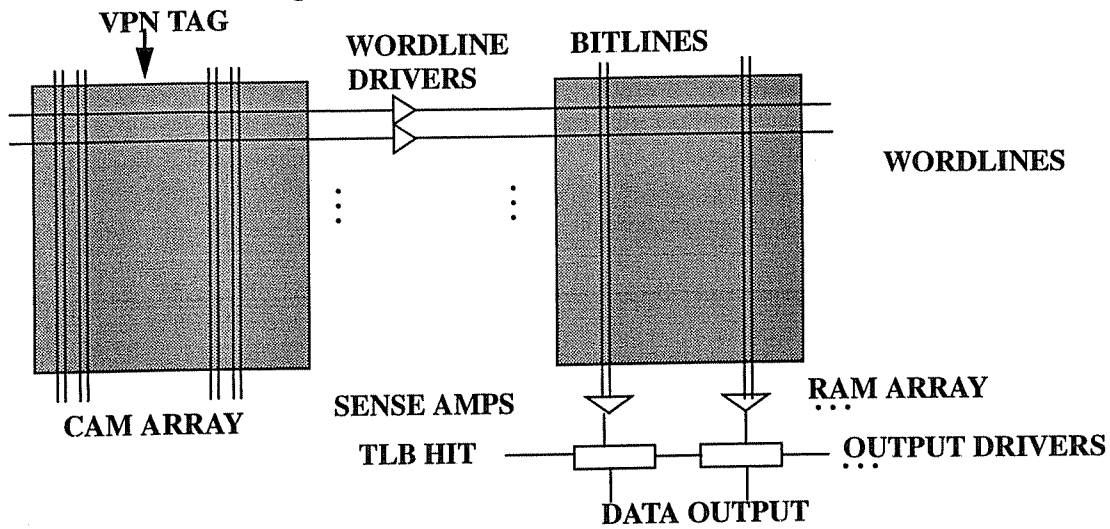 VPN TAG
WORDLINE
DRIVERS
BITLINES
WORDLINES
CAM ARRAY
SENSE AMPS
RAM ARRAY
TLB HIT
OUTPUT DRIVERS
DATA OUTPUT